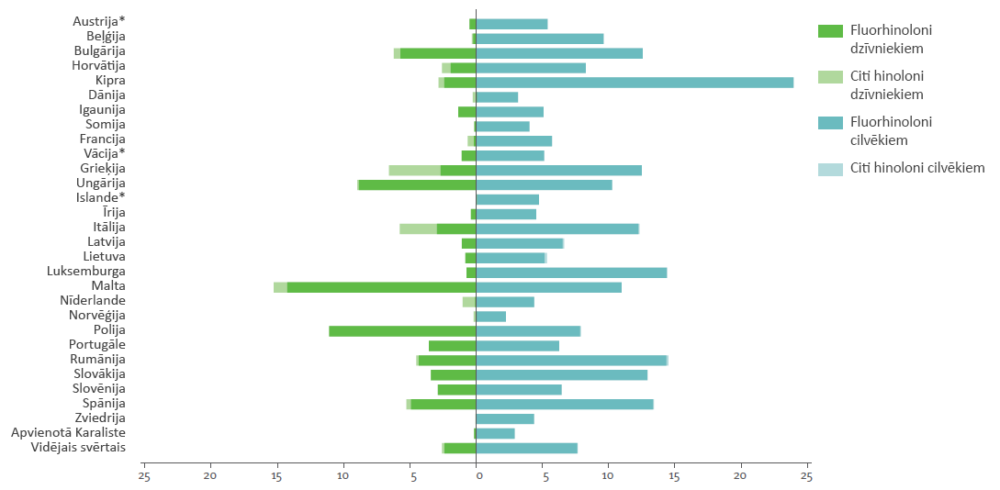 Austrija*
Beļģija
Bulgārija
Horvātija
Kipra
Dānija
Igaunija
Somija
Francija
Vācija*
Grieķija
Ungārija
Islande*
Īrija
Itālija
Latvija
Lietuva
Luksemburga
Malta
Nīderlande
Norvēģija
Polija
Portugāle
Rumānija
Slovākija
Slovēnija
Spānija
Zviedrija
Apvienotā Karaliste
Vidējais svērtais
25 20 15 10 5 0 5 10 15 20 25
Fluorhinoloni
dzīvniekiem
Citi hinoloni
dzīvniekiem
Fluorhinoloni
cilvēkiem
Citi hinoloni cilvēkiem